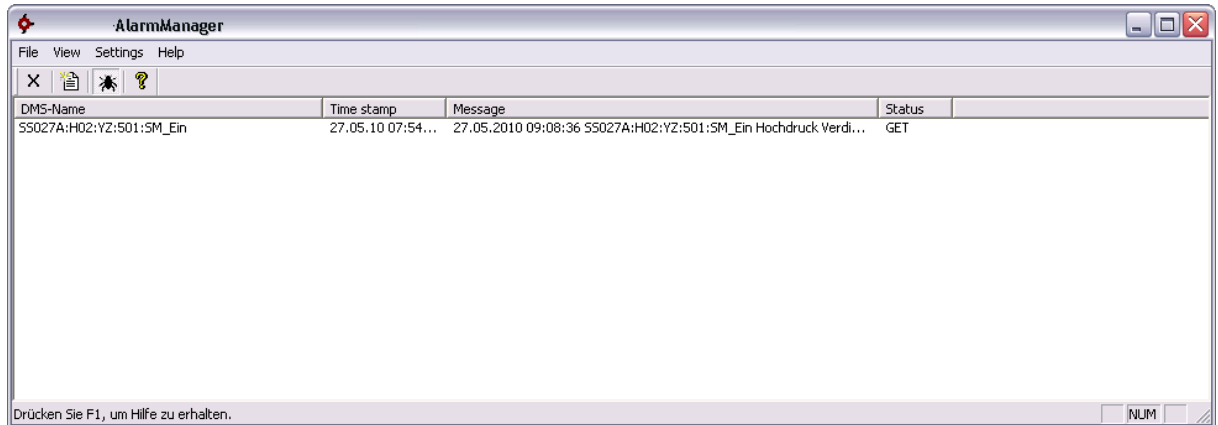 AlarmManager
File View Settings Help
DMS-Name Time stamp Message Status
SS027A:H02:YZ:501:SM_Ein 27.05.10 07:54... 27.05.2010 09:08:36 SS027A:H02:YZ:501:SM_Ein Hochdruck Verdi... GET
Drücken Sie F1, um Hilfe zu erhalten. NUM